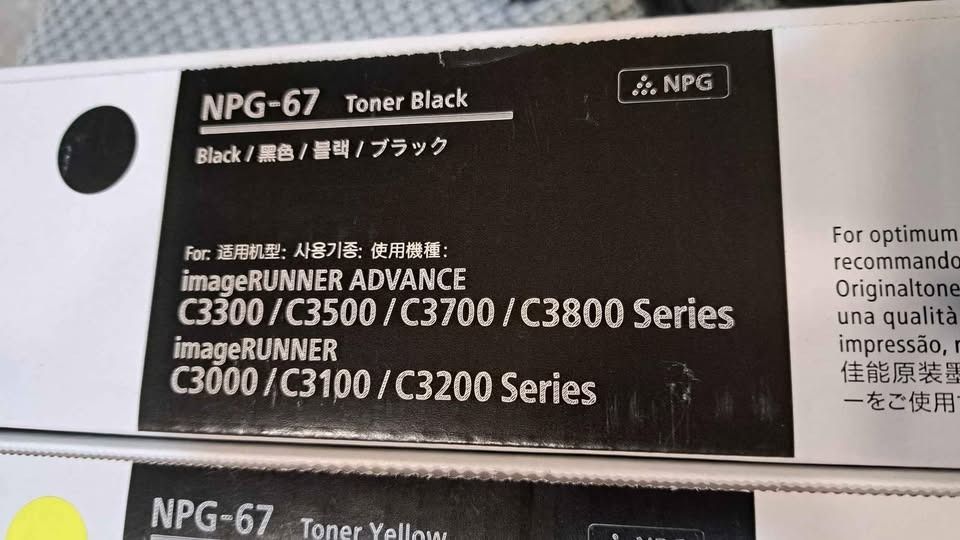 NPG-67 Toner Black
NPG
Black / 黑色 / 블랙 / ブラック
For: 适用机型: 사용기종: 使用機種:
imageRUNNER ADVANCE
C3300 / C3500 / C3700 / C3800 Series
imageRUNNER
C3000 / C3100 / C3200 Series
For optimum
recommando
Originaltone
una qualità
impressão,
佳能原装墨
ーをご使用
NPG-67 Toner Yellow
NPG